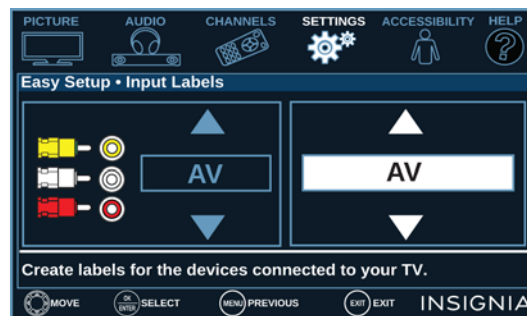 PICTURE AUDIO CHANNELS SETTINGS ACCESSIBILITY HELP
?
Easy Setup • Input Labels
AV AV
Create labels for the devices connected to your TV.
MOVE OK ENTER SELECT MENU PREVIOUS EXIT EXIT INSIGNIA